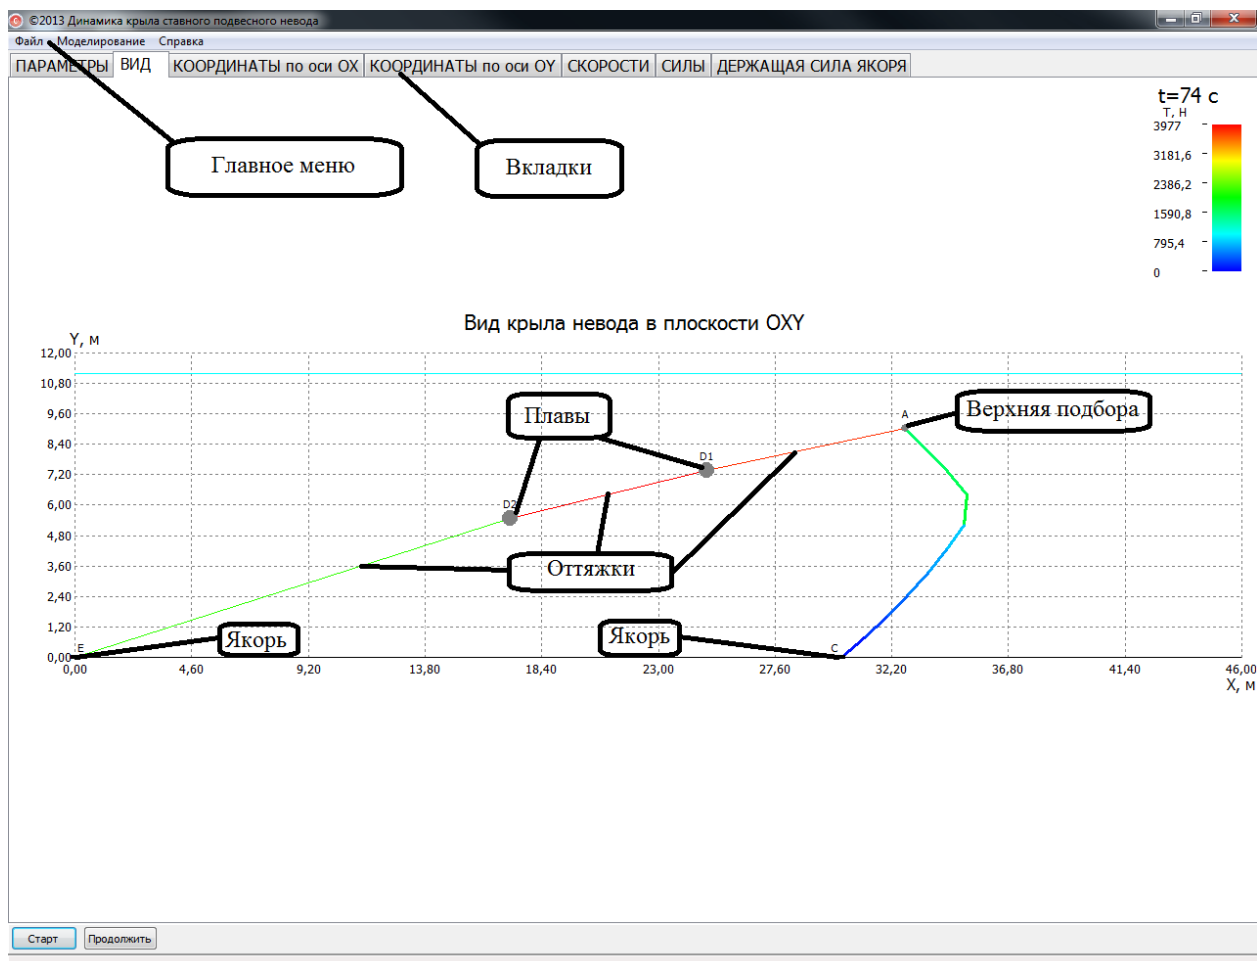 ©2013 Динамика крыла ставного подвесного невода
Файл Моделирование Справка
ПАРАМЕТРЫ ВИД КООРДИНАТЫ по оси OX КООРДИНАТЫ по оси OY СКОРОСТИ СИЛЫ ДЕРЖАЩАЯ СИЛА ЯКОРЯ
t=74 с
Т, Н
3977
3181,6
2386,2
1590,8
795,4
0
Главное меню
Вкладки
Вид крыла невода в плоскости OXY
Y, м
12,00
10,80
9,60
8,40
7,20
6,00
4,80
3,60
2,40
1,20
0,00
Плавы
Верхняя подбора
A
D1
D2
Оттяжки
Якорь
Якорь
E
C
0,00 4,60 9,20 13,80 18,40 23,00 27,60 32,20 36,80 41,40 46,00
X, м
Старт Продолжить